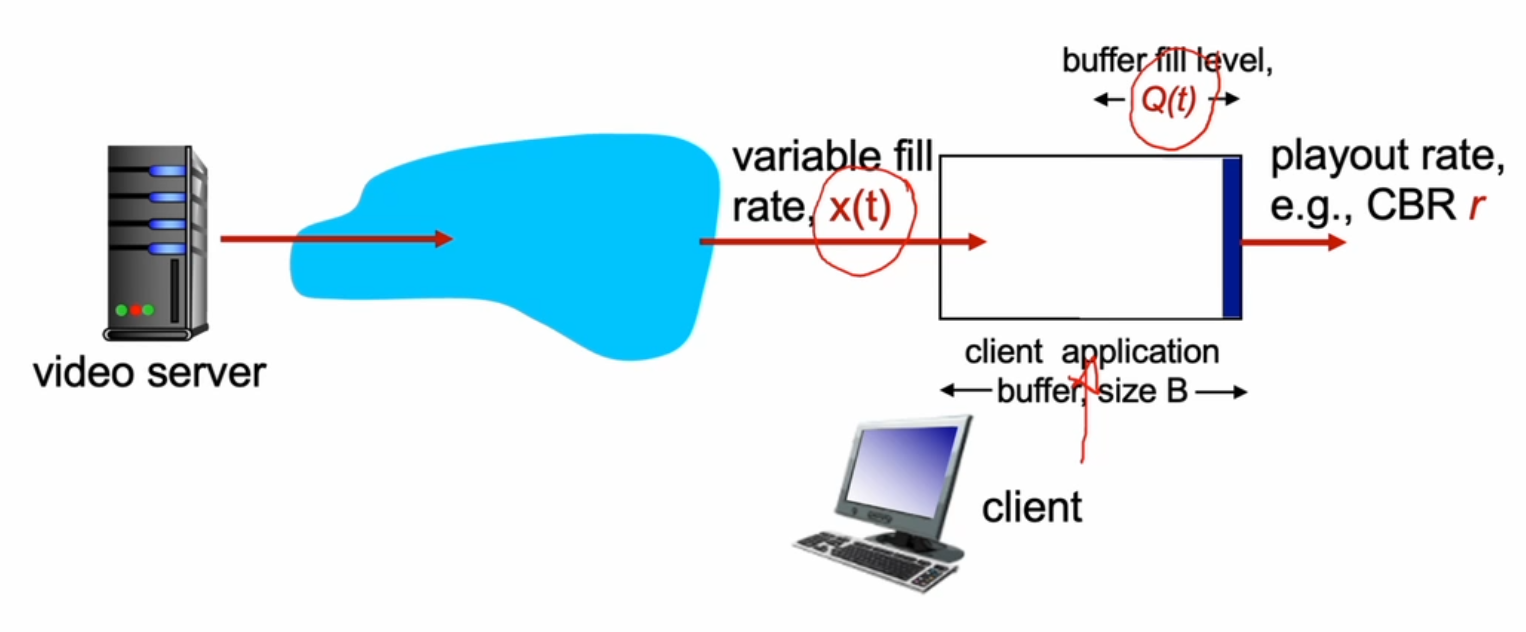 buffer fill level,
Q(t)
variable fill
rate, x(t)
playout rate,
e.g., CBR r
client application
buffer, size B
video server
client